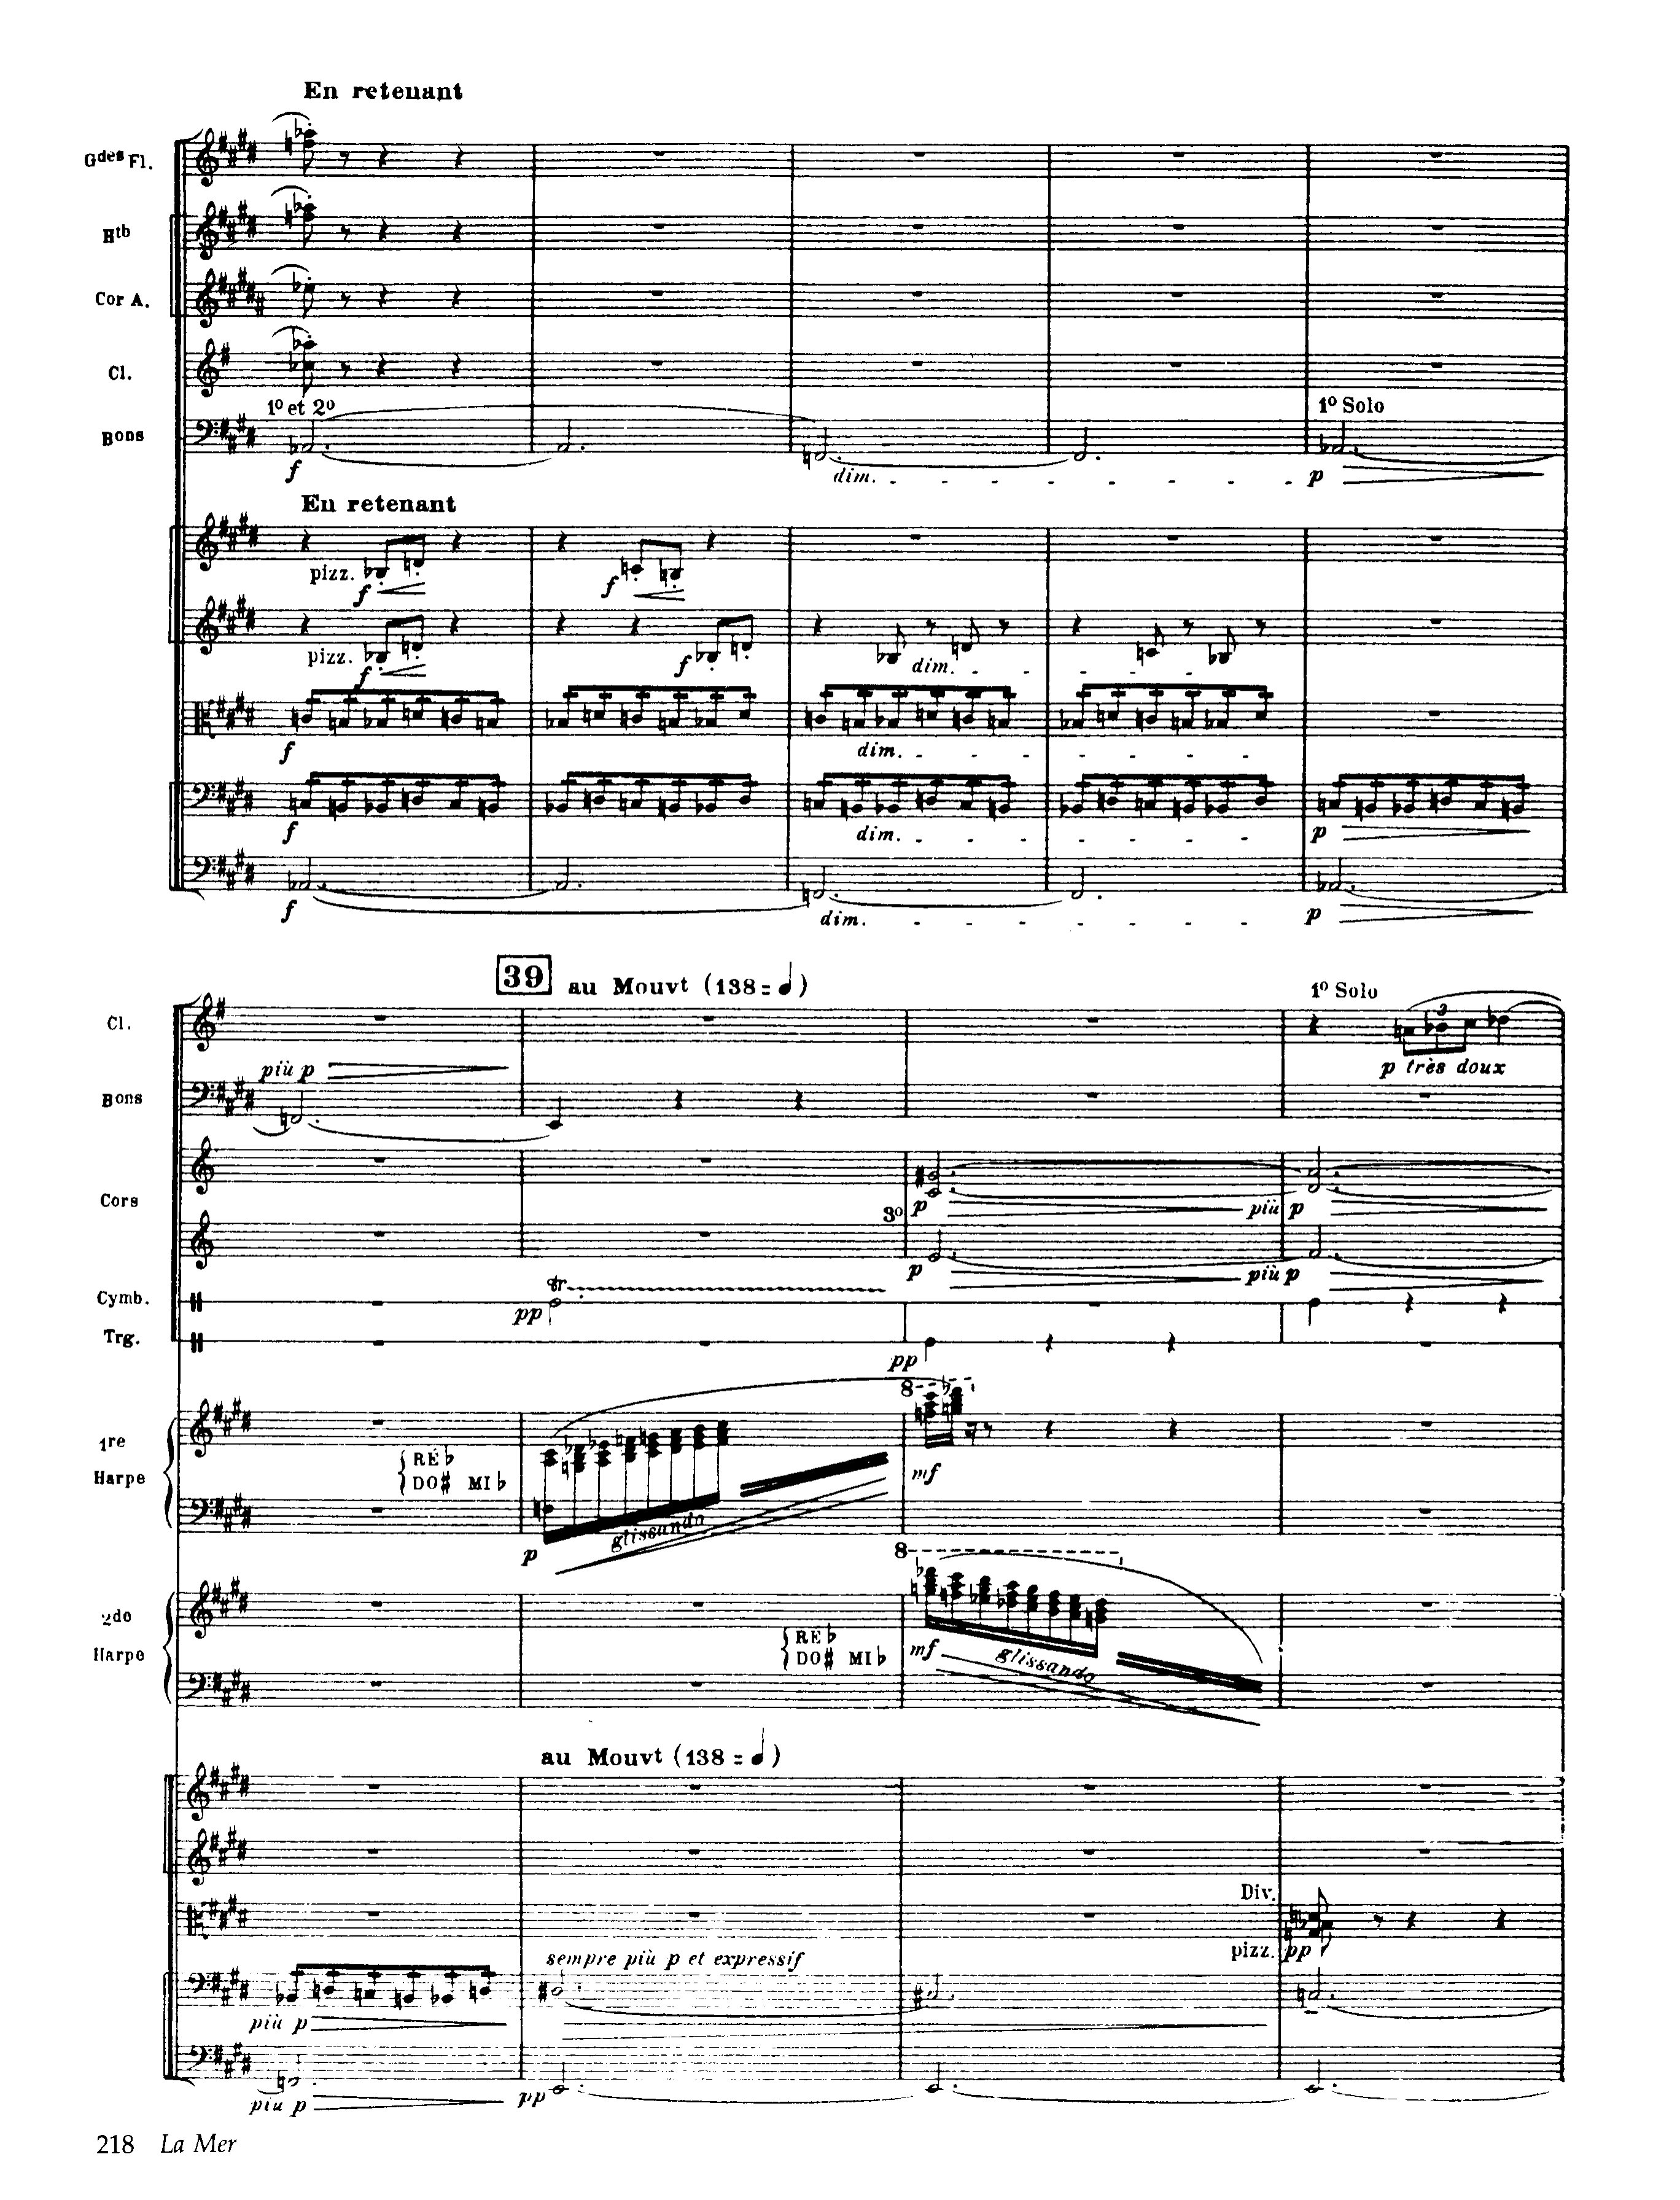 En retenant
Gdes Fl.
Htb
Cor A.
Cl.
1º et 2º
1º Solo
Bons
f
dim.
p
En retenant
pizz.
f
f
pizz.
f
f
dim.
f
dim.
f
dim.
p
f
dim.
p
39
au Mouvt (138 = ♩)
1º Solo
Cl.
3
p très doux
più p
Bons
Cors
p
più p
3º
p
più p
Cymb.
tr
pp
Trg.
pp
8
1re
Harpe
RÉ♭
DO♯ MI♭
mf
glissando
p
8
2de
Harpe
RÉ♭
DO♯ MI♭
mf
glissando
au Mouvt (138 = ♩)
Div.
pizz.
pp
sempre più p et expressif
più p
più p
pp
218 La Mer